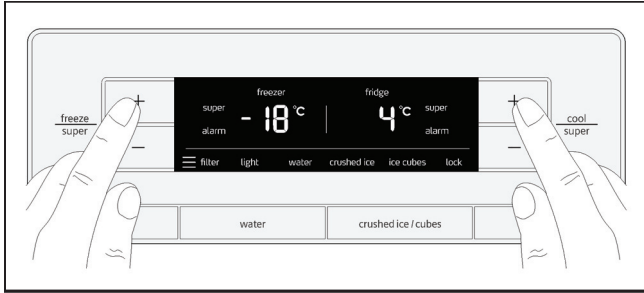 freezer fridge
super -18 °C 4 °C super
alarm alarm
filter light water crushed ice ice cubes lock
freeze
super
+
−
+
−
cool
super
water crushed ice / cubes